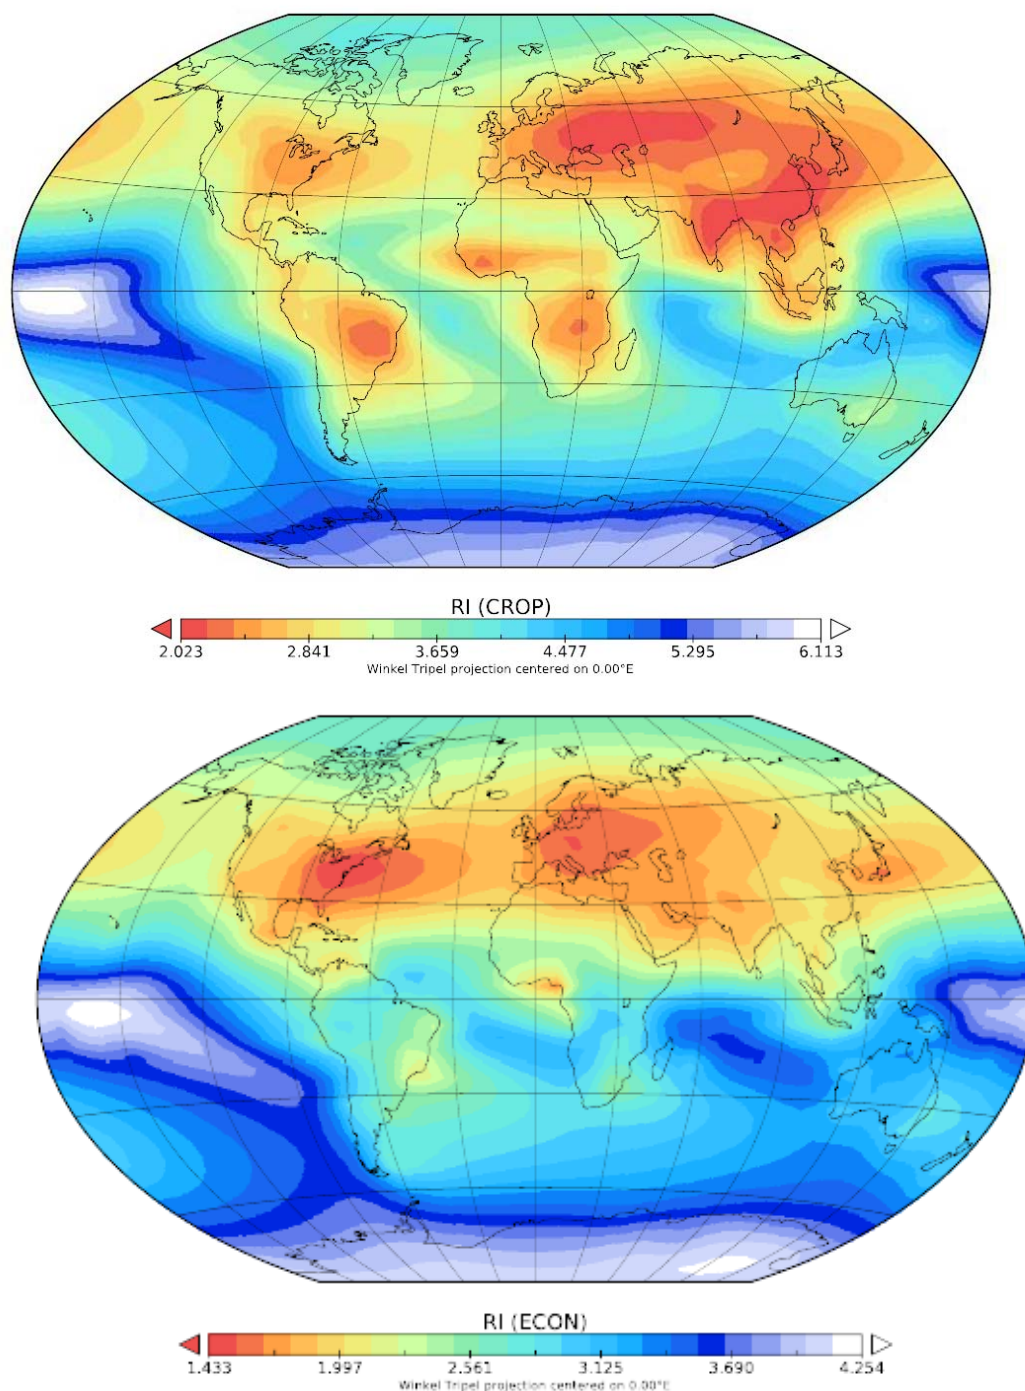 RI (CROP)
2.023 2.841 3.659 4.477 5.295 6.113
Winkel Tripel projection centered on 0.00°E
RI (ECON)
1.433 1.997 2.561 3.125 3.690 4.254
Winkel Tripel projection centered on 0.00°E